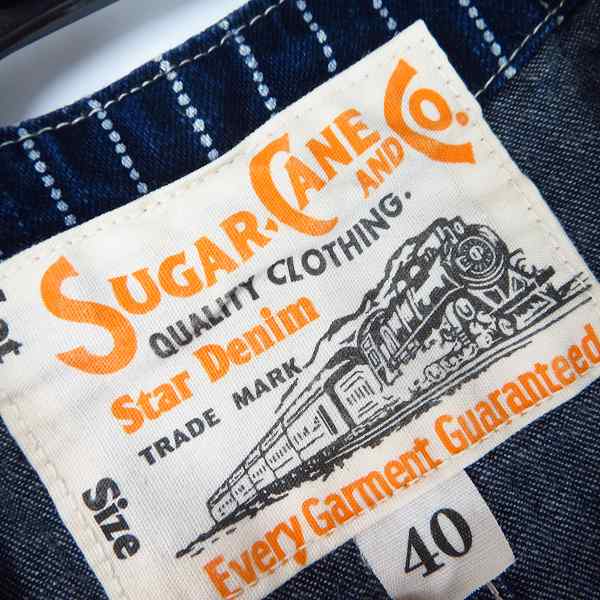 SUGAR-CANE AND CO.
QUALITY CLOTHING.
Star Denim
TRADE MARK
Every Garment Guaranteed
Size
40